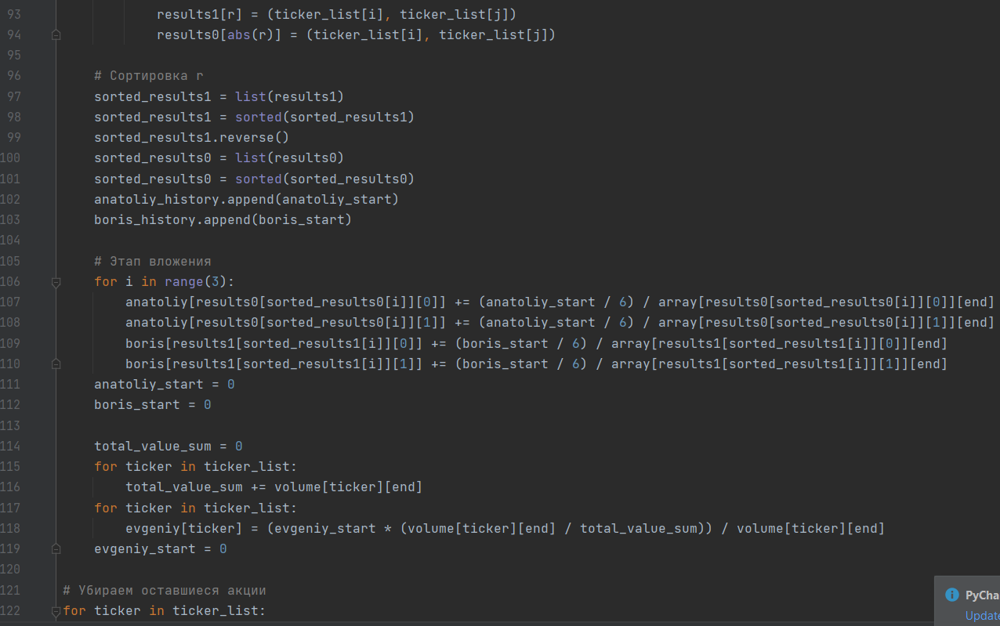 93 results1[r] = (ticker_list[i], ticker_list[j])
94 results0[abs(r)] = (ticker_list[i], ticker_list[j])
95
96 # Сортировка r
97 sorted_results1 = list(results1)
98 sorted_results1 = sorted(sorted_results1)
99 sorted_results1.reverse()
100 sorted_results0 = list(results0)
101 sorted_results0 = sorted(sorted_results0)
102 anatoliy_history.append(anatoliy_start)
103 boris_history.append(boris_start)
104
105 # Этап вложения
106 for i in range(3):
107 anatoliy[results0[sorted_results0[i]][0]] += (anatoliy_start / 6) / array[results0[sorted_results0[i]][0]][end]
108 anatoliy[results0[sorted_results0[i]][1]] += (anatoliy_start / 6) / array[results0[sorted_results0[i]][1]][end]
109 boris[results1[sorted_results1[i]][0]] += (boris_start / 6) / array[results1[sorted_results1[i]][0]][end]
110 boris[results1[sorted_results1[i]][1]] += (boris_start / 6) / array[results1[sorted_results1[i]][1]][end]
111 anatoliy_start = 0
112 boris_start = 0
113
114 total_value_sum = 0
115 for ticker in ticker_list:
116 total_value_sum += volume[ticker][end]
117 for ticker in ticker_list:
118 evgeniy[ticker] = (evgeniy_start * (volume[ticker][end] / total_value_sum)) / volume[ticker][end]
119 evgeniy_start = 0
120
121 # Убираем оставшиеся акции
122 for ticker in ticker_list:
PyCha
Update